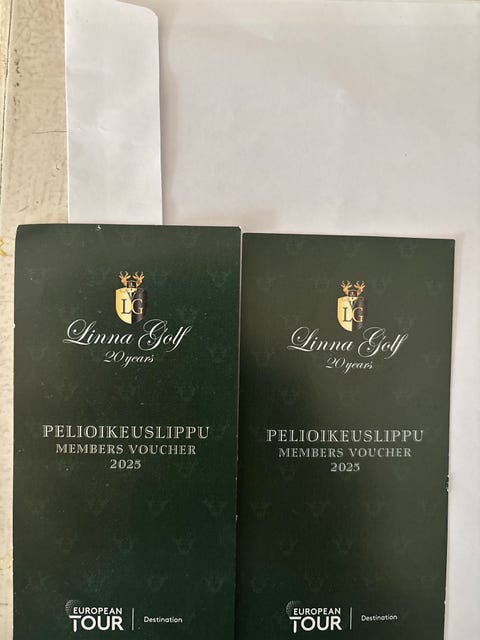 LG
Linna Golf
20 years
PELIOIKEUSLIPPU
MEMBERS VOUCHER
2025
EUROPEAN
TOUR
Destination
LG
Linna Golf
20 years
PELIOIKEUSLIPPU
MEMBERS VOUCHER
2025
EUROPEAN
TOUR
Destination